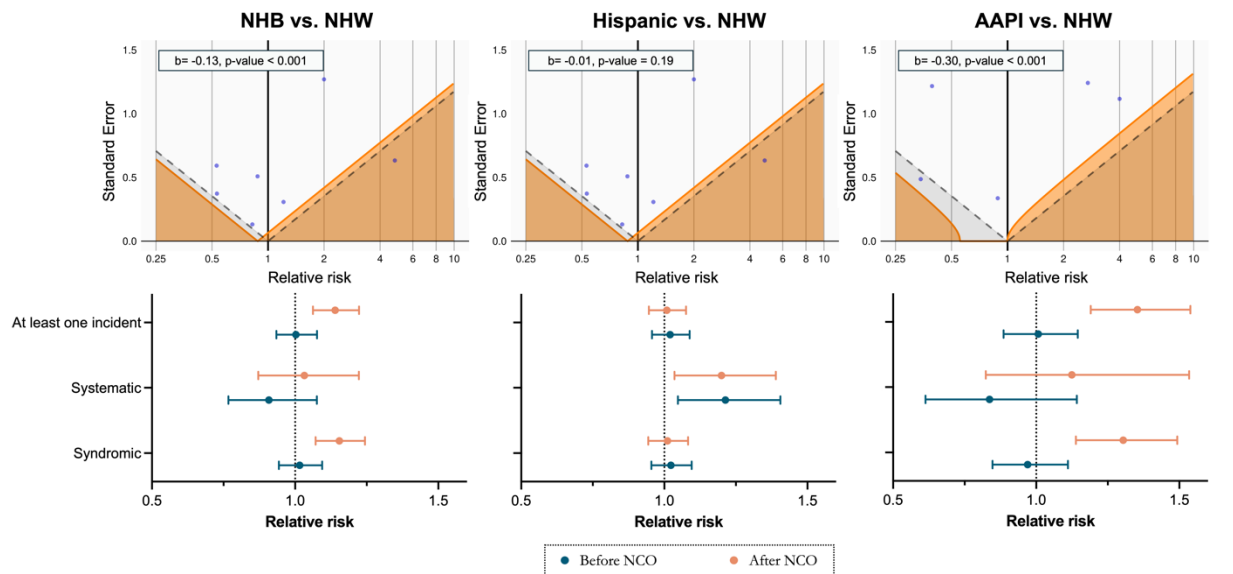 NHB vs. NHW
Hispanic vs. NHW
AAPI vs. NHW
1.5
b= -0.13, p-value < 0.001
1.0
0.5
0.0
Standard Error
0.25 0.5 1 2 4 6 8 10
Relative risk
1.5
b= -0.01, p-value = 0.19
1.0
0.5
0.0
Standard Error
0.25 0.5 1 2 4 6 8 10
Relative risk
1.5
b= -0.30, p-value < 0.001
1.0
0.5
0.0
Standard Error
0.25 0.5 1 2 4 6 8 10
Relative risk
At least one incident
Systematic
Syndromic
0.5 1.0 1.5
Relative risk
0.5 1.0 1.5
Relative risk
0.5 1.0 1.5
Relative risk
Before NCO
After NCO